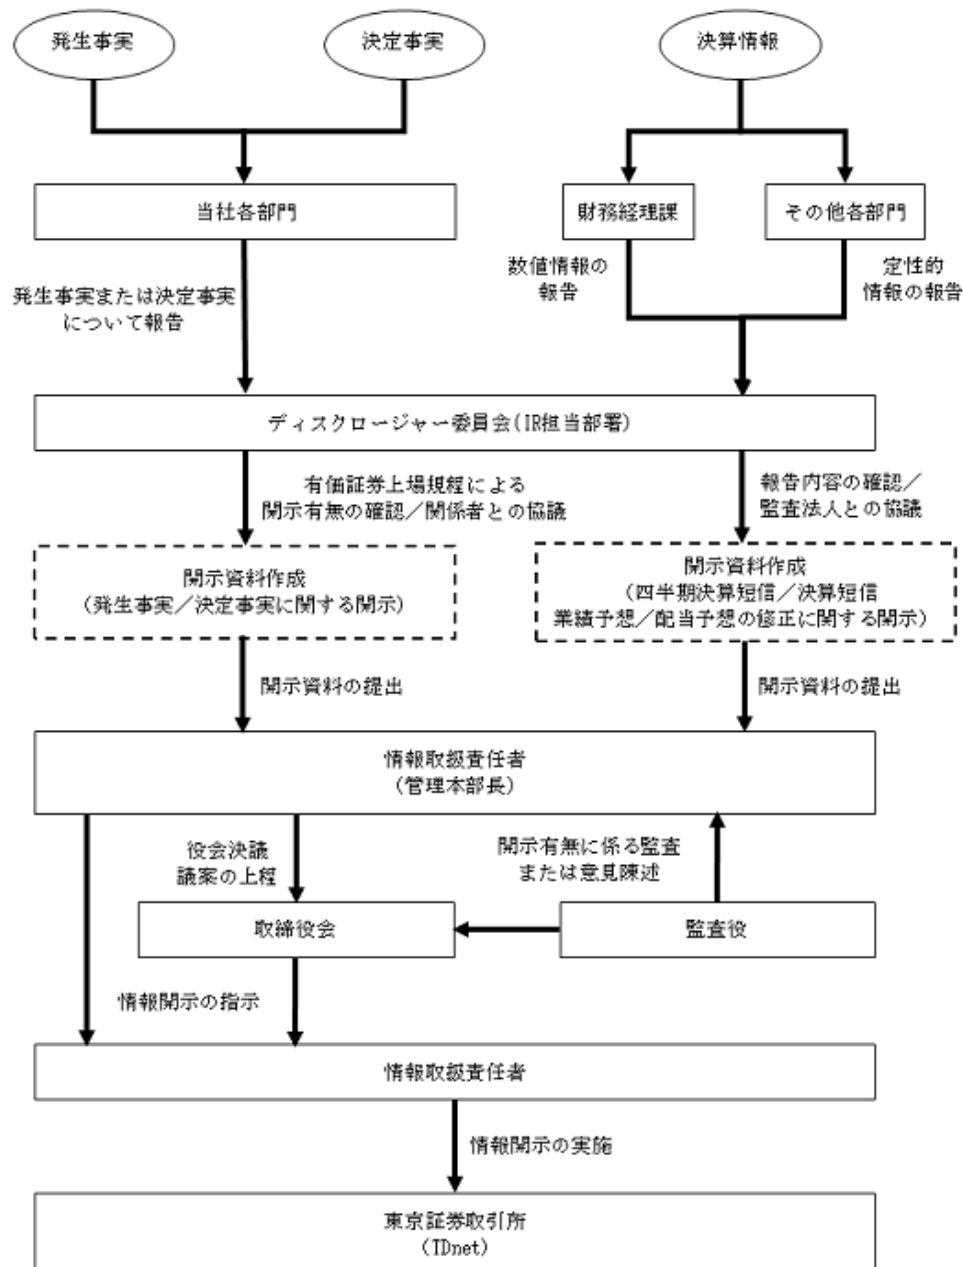 発生事実
決定事実
決算情報
当社各部門
財務経理課
その他各部門
発生事実または決定事実
について報告
数値情報の
報告
定性的
情報の報告
ディスクロージャー委員会(IR担当部署)
有価証券上場規程による
開示有無の確認／関係者との協議
報告内容の確認／
監査法人との協議
開示資料作成
(発生事実／決定事実に関する開示)
開示資料作成
(四半期決算短信／決算短信
業績予想／配当予想の修正に関する開示)
開示資料の提出
開示資料の提出
情報取扱責任者
(管理本部長)
役会決議
議案の上程
開示有無に係る監査
または意見陳述
取締役会
監査役
情報開示の指示
情報取扱責任者
情報開示の実施
東京証券取引所
(TDnet)